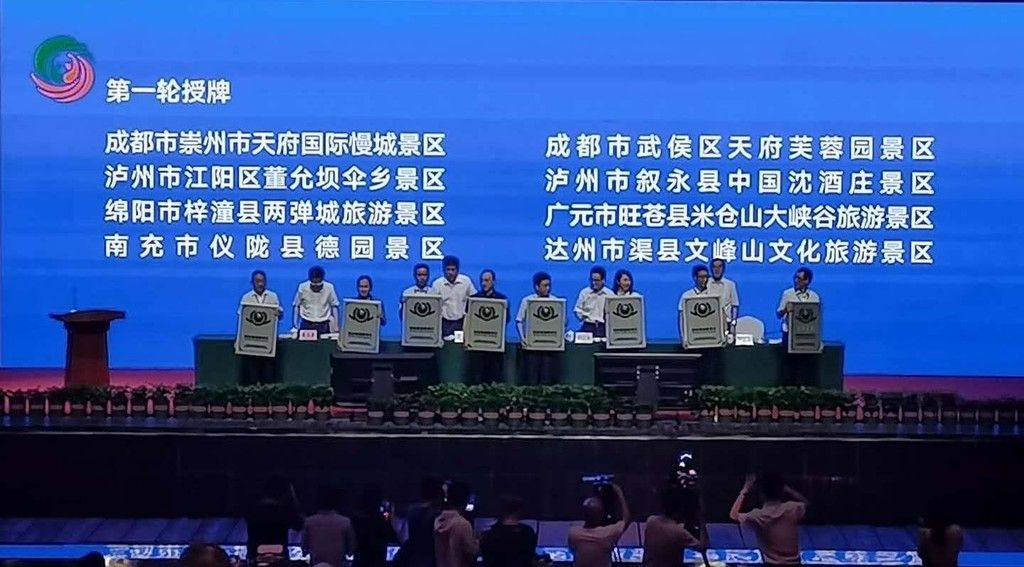 第一轮授牌
成都市崇州市天府国际慢城景区
泸州市江阳区董允坝伞乡景区
绵阳市梓潼县两弹城旅游景区
南充市仪陇县德园景区
成都市武侯区天府芙蓉园景区
泸州市叙永县中国沈酒庄景区
广元市旺苍县米仓山大峡谷旅游景区
达州市渠县文峰山文化旅游景区